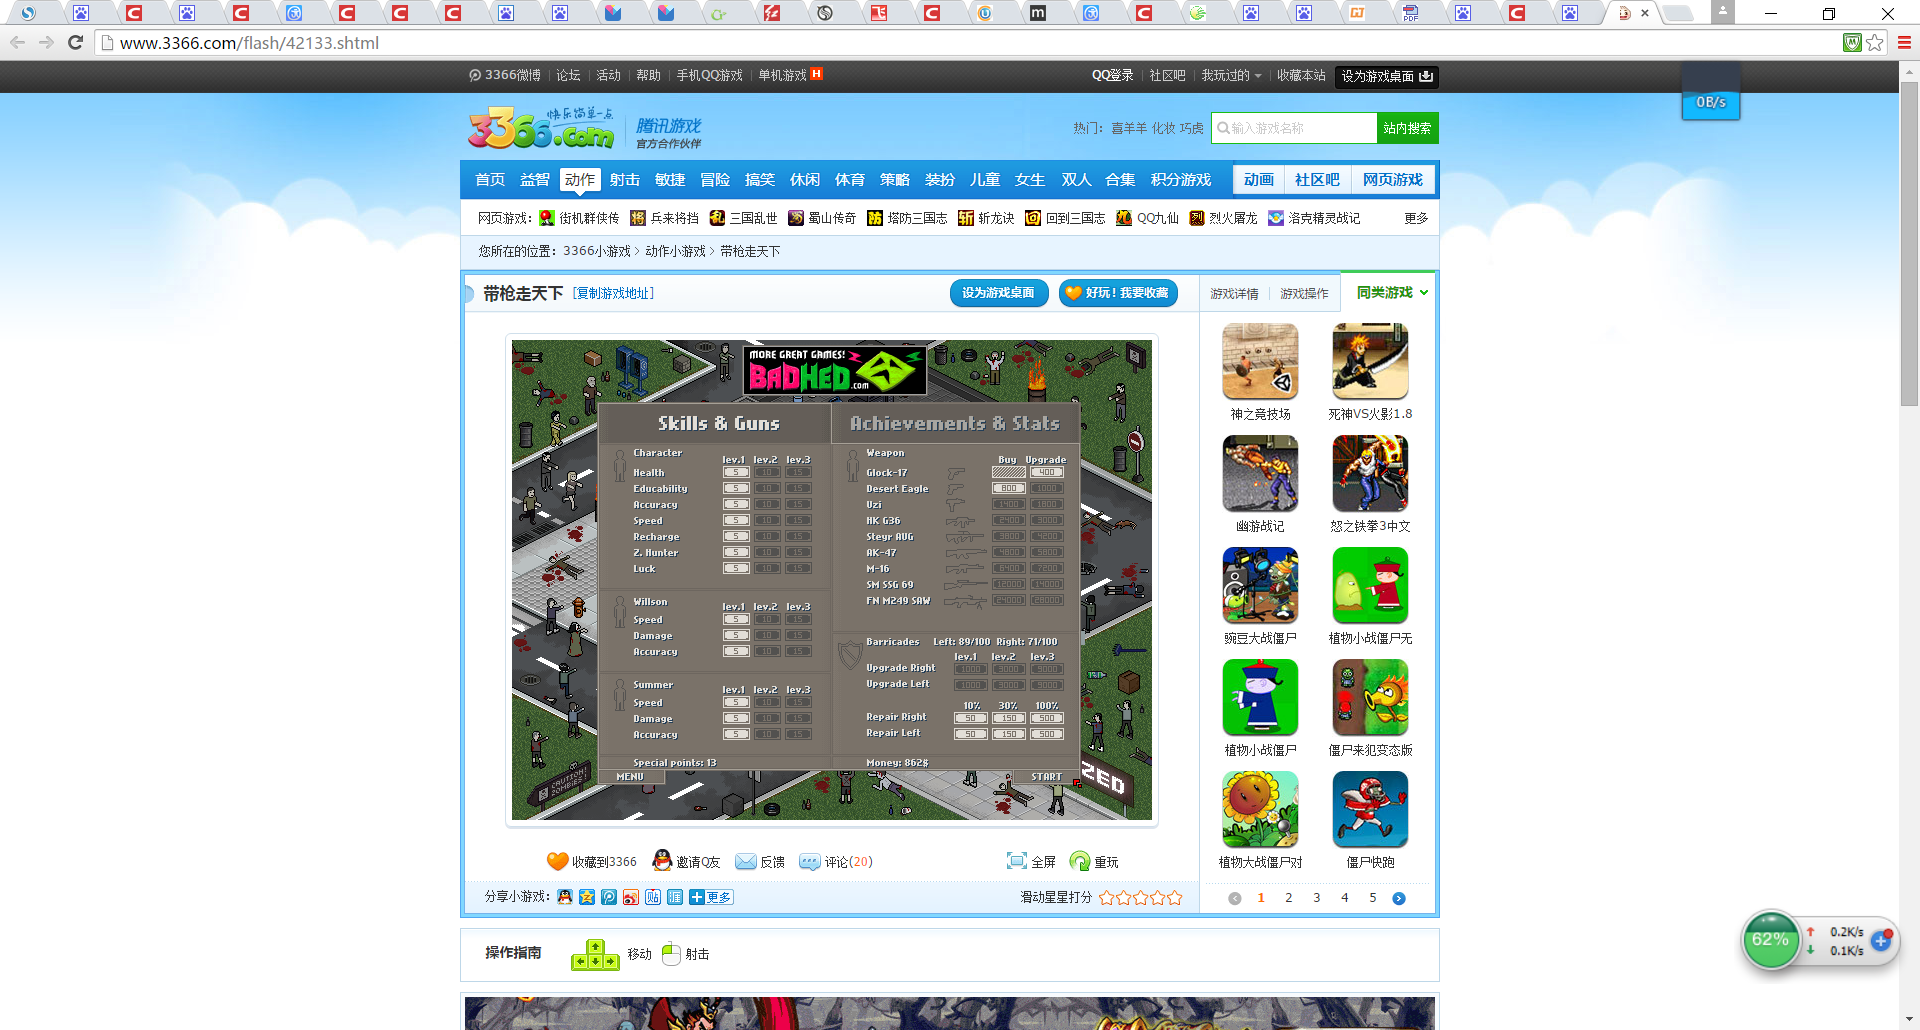 www.3366.com/flash/42133.shtml
3366微博 论坛 活动 帮助 手机QQ游戏 单机游戏 H
QQ登录 社区吧 我玩过的 收藏本站 设为游戏桌面
0B/s
3366.com 快乐简单一点
腾讯游戏
官方合作伙伴
热门： 喜羊羊 化妆 巧虎
输入游戏名称 站内搜索
首页 益智 动作 射击 敏捷 冒险 搞笑 休闲 体育 策略 装扮 儿童 女生 双人 合集 积分游戏 动画 社区吧 网页游戏
网页游戏： 街机群侠传 兵来将挡 三国乱世 蜀山传奇 塔防三国志 斩龙诀 回到三国志 QQ九仙 烈火屠龙 洛克精灵战记 更多
您所在的位置： 3366小游戏 > 动作小游戏 > 带枪走天下
带枪走天下 [复制游戏地址]
设为游戏桌面 好玩！我要收藏
游戏详情 游戏操作 同类游戏
MORE GREAT GAMES!
BADHED.com
Skills & Guns
Achievements & Stats
Character lev.1 lev.2 lev.3
Health 5 10 15
Educability 5 10 15
Accuracy 5 10 15
Speed 5 10 15
Recharge 5 10 15
Z. Hunter 5 10 15
Luck 5 10 15
Willson lev.1 lev.2 lev.3
Speed 5 10 15
Damage 5 10 15
Accuracy 5 10 15
Summer lev.1 lev.2 lev.3
Speed 5 10 15
Damage 5 10 15
Accuracy 5 10 15
Special points: 13
MENU
Weapon Buy Upgrade
Glock-17 400
Desert Eagle 800 1000
Uzi 1400 1800
HK G36 2400 3000
Steyr AUG 3800 4200
AK-47 4800 5800
M-16 6400 7200
SM SSG 69 12000 14000
FN M249 SAW 24000 28000
Barricades Left: 89/100 Right: 71/100
lev.1 lev.2 lev.3
Upgrade Right 1000 3000 9000
Upgrade Left 1000 3000 9000
10% 30% 100%
Repair Right 50 150 500
Repair Left 50 150 500
Money: 862$
START
CAUTION! ZOMBIES!
ZED
神之竞技场 死神VS火影1.8
幽游战记 怒之铁拳3中文
豌豆大战僵尸 植物小战僵尸无
植物小战僵尸 僵尸来犯变态版
植物大战僵尸对 僵尸快跑
1 2 3 4 5
收藏到3366 邀请Q友 反馈 评论(20) 全屏 重玩
分享小游戏： 更多
滑动星星打分
操作指南 移动 射击
62% 0.2K/s
0.1K/s